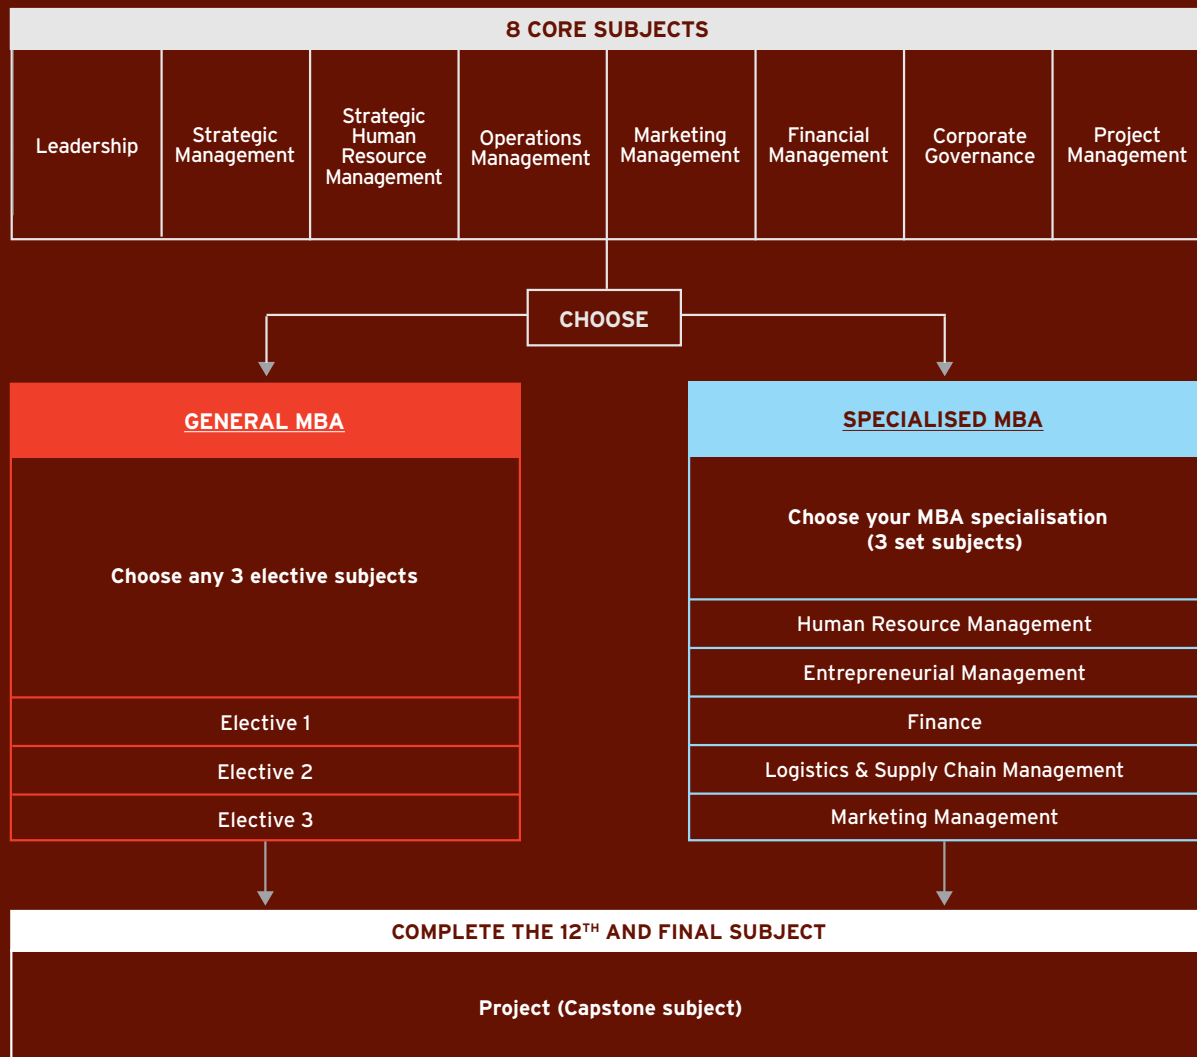 8 CORE SUBJECTS
Leadership
Strategic
Management
Strategic
Human
Resource
Management
Operations
Management
Marketing
Management
Financial
Management
Corporate
Governance
Project
Management
CHOOSE
GENERAL MBA
Choose any 3 elective subjects
Elective 1
Elective 2
Elective 3
SPECIALISED MBA
Choose your MBA specialisation
(3 set subjects)
Human Resource Management
Entrepreneurial Management
Finance
Logistics & Supply Chain Management
Marketing Management
COMPLETE THE 12TH AND FINAL SUBJECT
Project (Capstone subject)